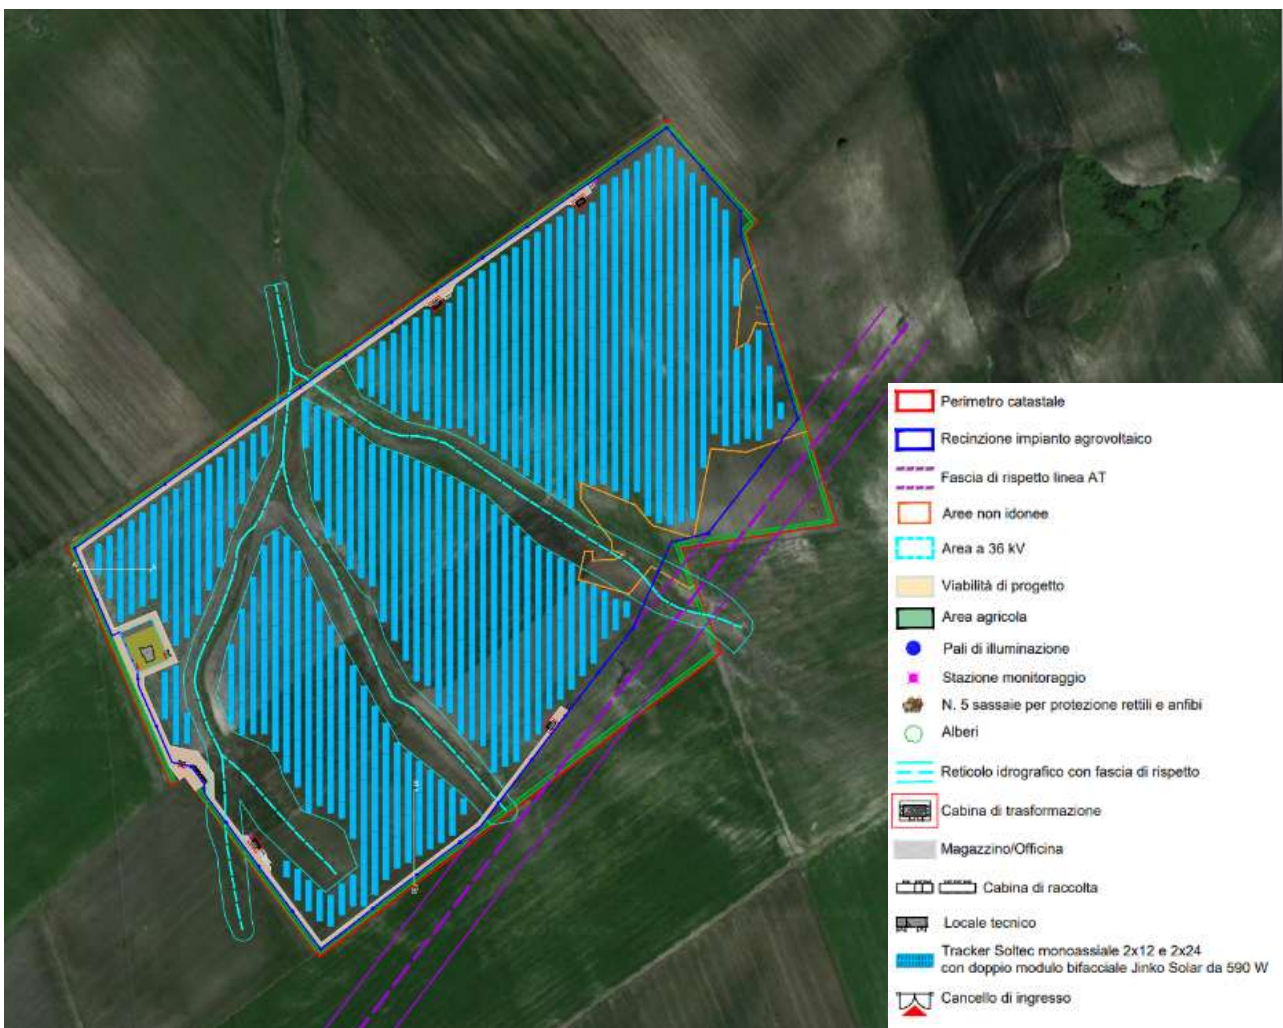 Perimetro catastale
Recinzione impianto agrovoltaico
Fascia di rispetto linea AT
Aree non idonee
Area a 36 kV
Viabilità di progetto
Area agricola
Pali di illuminazione
Stazione monitoraggio
N. 5 sassaie per protezione rettili e anfibi
Alberi
Reticolo idrografico con fascia di rispetto
Cabina di trasformazione
Magazzino/Officina
Cabina di raccolta
Locale tecnico
Tracker Soltec monoassiale 2x12 e 2x24
con doppio modulo bifacciale Jinko Solar da 590 W
Cancello di ingresso